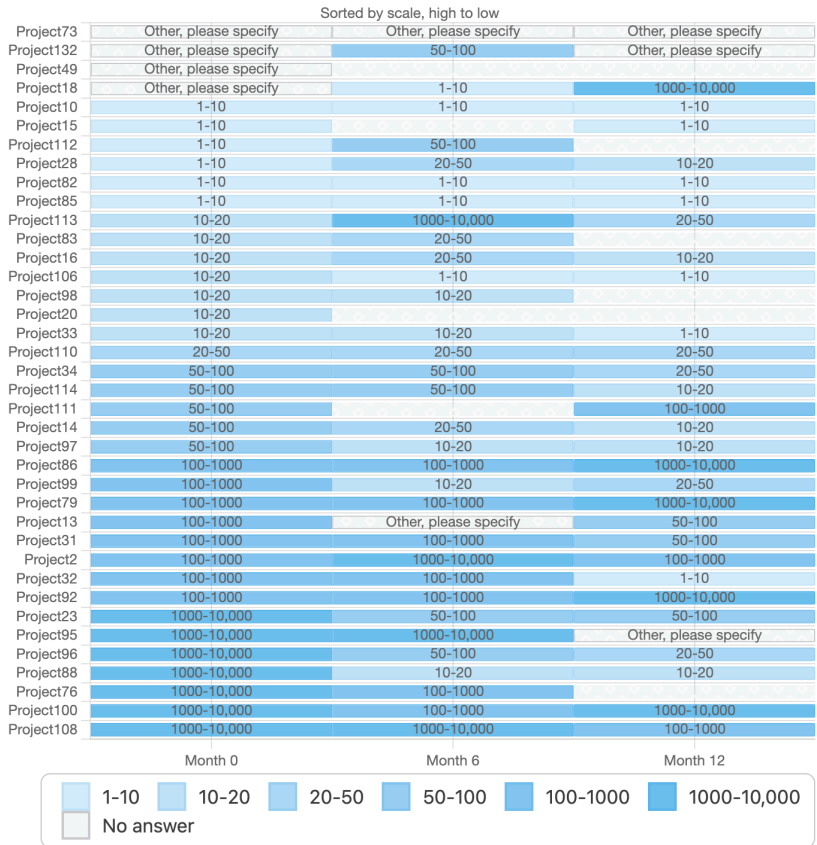 Sorted by scale, high to low
Project73 Other, please specify Other, please specify Other, please specify
Project132 Other, please specify 50-100 Other, please specify
Project49 Other, please specify
Project18 Other, please specify 1-10 1000-10,000
Project10 1-10 1-10 1-10
Project15 1-10 1-10
Project112 1-10 50-100
Project28 1-10 20-50 10-20
Project82 1-10 1-10 1-10
Project85 1-10 1-10 1-10
Project113 10-20 1000-10,000 20-50
Project83 10-20 20-50
Project16 10-20 20-50 10-20
Project106 10-20 1-10 1-10
Project98 10-20 10-20
Project20 10-20
Project33 10-20 10-20 1-10
Project110 20-50 20-50 20-50
Project34 50-100 50-100 20-50
Project114 50-100 50-100 10-20
Project111 50-100 100-1000
Project14 50-100 20-50 10-20
Project97 50-100 10-20 10-20
Project86 100-1000 100-1000 1000-10,000
Project99 100-1000 10-20 20-50
Project79 100-1000 100-1000 1000-10,000
Project13 100-1000 Other, please specify 50-100
Project31 100-1000 100-1000 50-100
Project2 100-1000 1000-10,000 100-1000
Project32 100-1000 100-1000 1-10
Project92 100-1000 100-1000 1000-10,000
Project23 1000-10,000 50-100 50-100
Project95 1000-10,000 1000-10,000 Other, please specify
Project96 1000-10,000 50-100 20-50
Project88 1000-10,000 10-20 10-20
Project76 1000-10,000 100-1000
Project100 1000-10,000 100-1000 1000-10,000
Project108 1000-10,000 1000-10,000 100-1000
Month 0 Month 6 Month 12
1-10 10-20 20-50 50-100 100-1000 1000-10,000
No answer